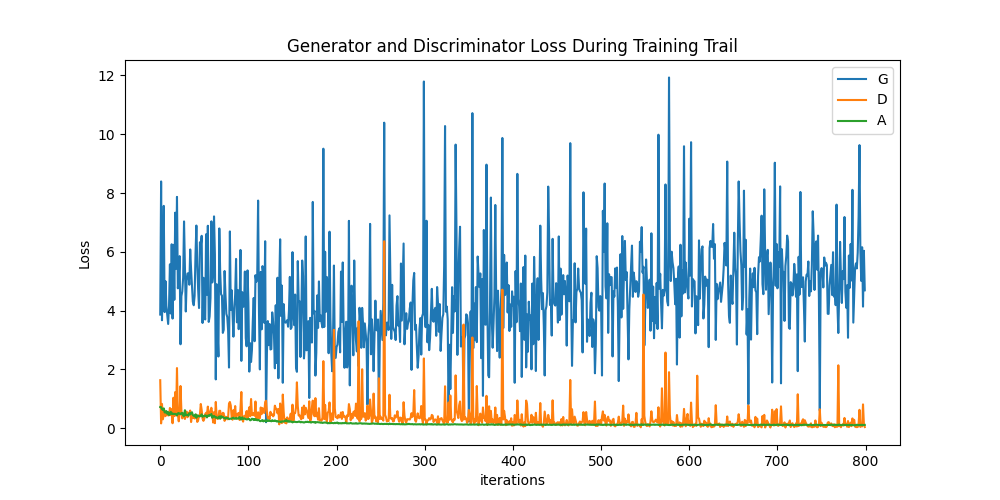 Generator and Discriminator Loss During Training Trail
G
D
A
12
10
8
6
4
2
0
Loss
0 100 200 300 400 500 600 700 800
iterations